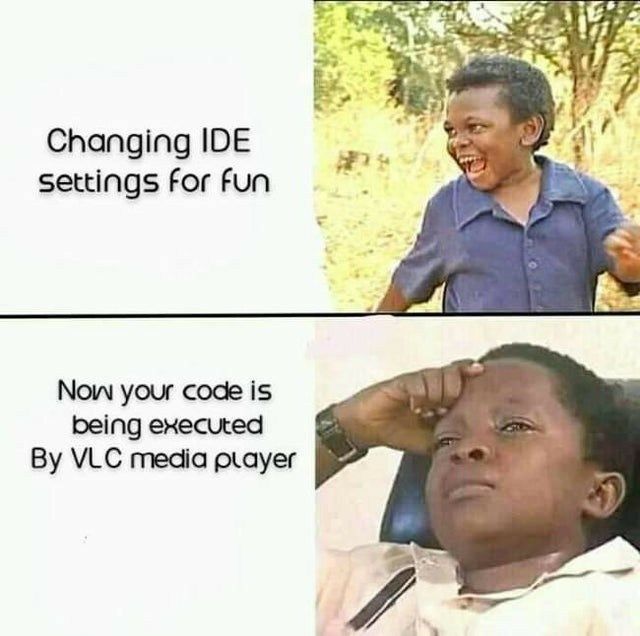 Changing IDE
settings for fun
Now your code is
being executed
By VLC media player